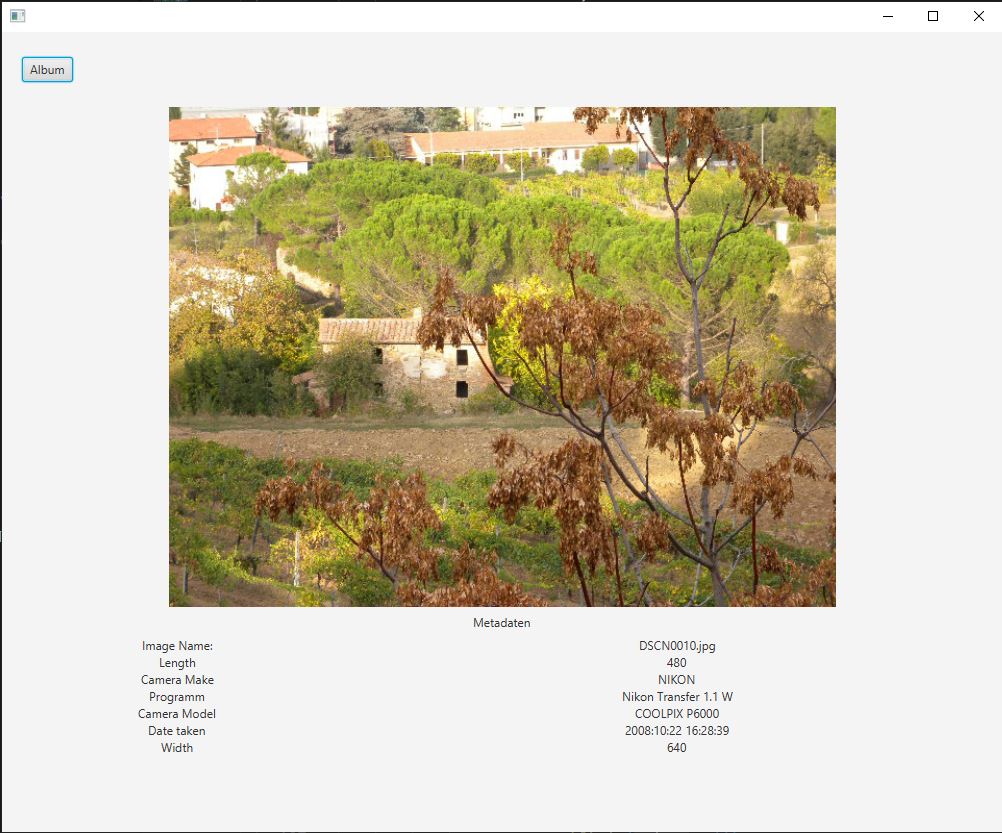 Album
Metadaten
Image Name: DSCN0010.jpg
Length 480
Camera Make NIKON
Programm Nikon Transfer 1.1 W
Camera Model COOLPIX P6000
Date taken 2008:10:22 16:28:39
Width 640